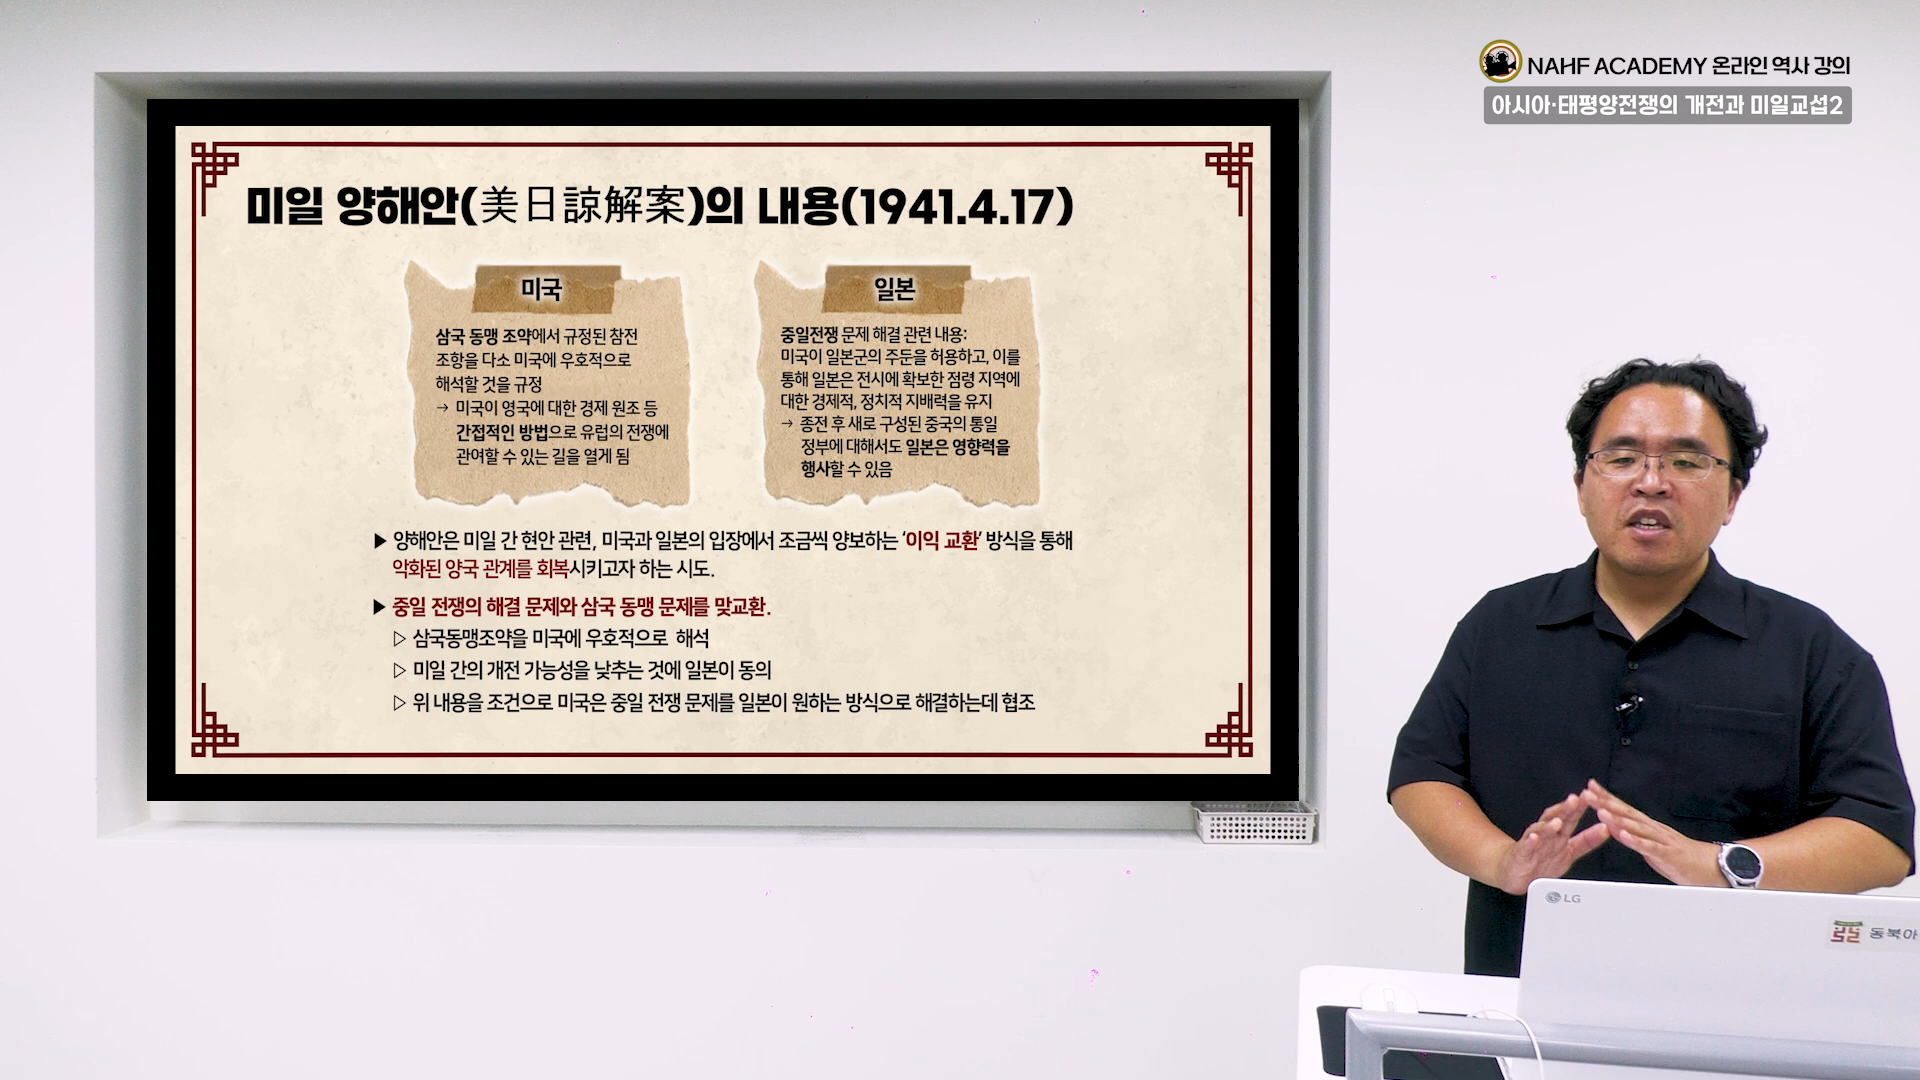 NAHF ACADEMY 온라인 역사 강의
아시아·태평양전쟁의 개전과 미일교섭2
미일 양해안(美日諒解案)의 내용(1941.4.17)
미국
삼국 동맹 조약에서 규정된 참전
조항을 다소 미국에 우호적으로
해석할 것을 규정
→ 미국이 영국에 대한 경제 원조 등
간접적인 방법으로 유럽의 전쟁에
관여할 수 있는 길을 열게 됨
일본
중일전쟁 문제 해결 관련 내용:
미국이 일본군의 주둔을 허용하고, 이를
통해 일본은 전시에 확보한 점령 지역에
대한 경제적, 정치적 지배력을 유지
→ 종전 후 새로 구성된 중국의 통일
정부에 대해서도 일본은 영향력을
행사할 수 있음
▶ 양해안은 미일 간 현안 관련, 미국과 일본의 입장에서 조금씩 양보하는 ‘이익 교환’ 방식을 통해
악화된 양국 관계를 회복시키고자 하는 시도.
▶ 중일 전쟁의 해결 문제와 삼국 동맹 문제를 맞교환.
▷ 삼국동맹조약을 미국에 우호적으로 해석
▷ 미일 간의 개전 가능성을 낮추는 것에 일본이 동의
▷ 위 내용을 조건으로 미국은 중일 전쟁 문제를 일본이 원하는 방식으로 해결하는데 협조
LG
동북아